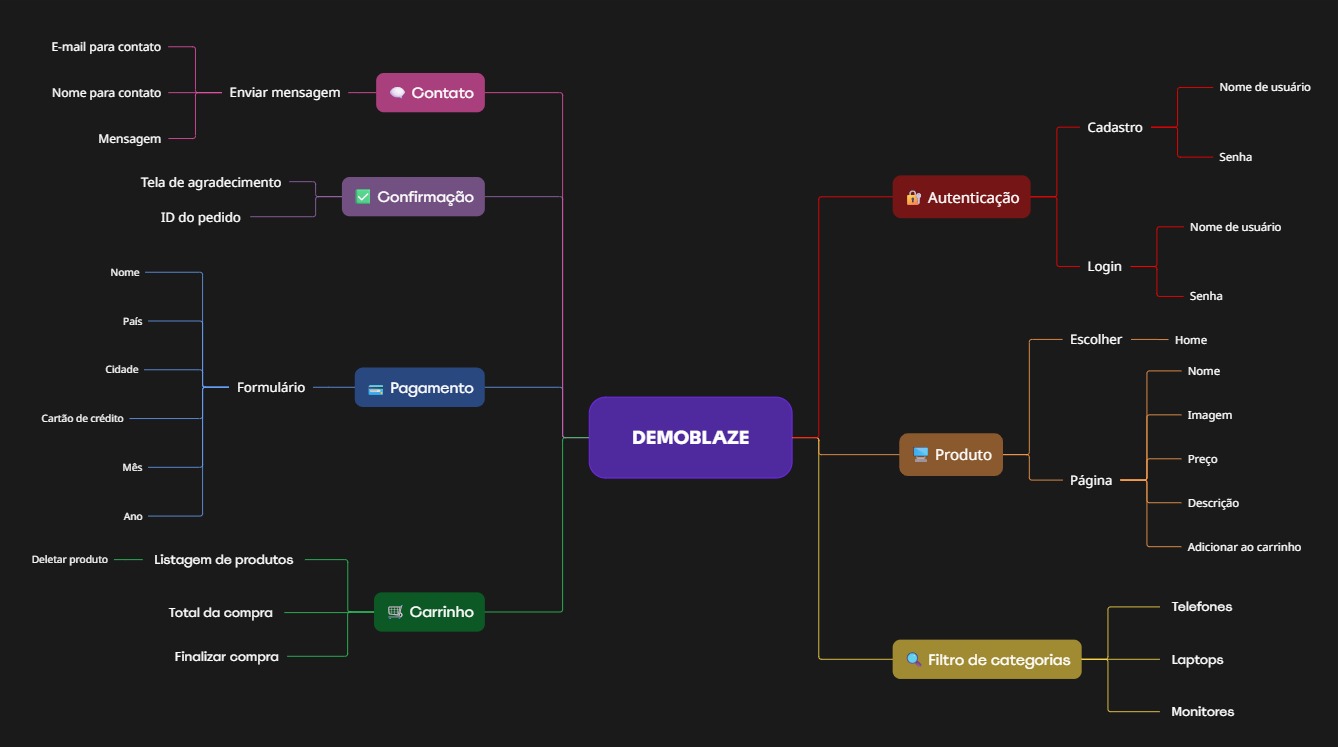 DEMOBLAZE
Contato
Enviar mensagem
E-mail para contato
Nome para contato
Mensagem
Confirmação
Tela de agradecimento
ID do pedido
Pagamento
Formulário
Nome
País
Cidade
Cartão de crédito
Mês
Ano
Carrinho
Listagem de produtos
Deletar produto
Total da compra
Finalizar compra
Autenticação
Cadastro
Nome de usuário
Senha
Login
Nome de usuário
Senha
Produto
Escolher
Home
Página
Nome
Imagem
Preço
Descrição
Adicionar ao carrinho
Filtro de categorias
Telefones
Laptops
Monitores